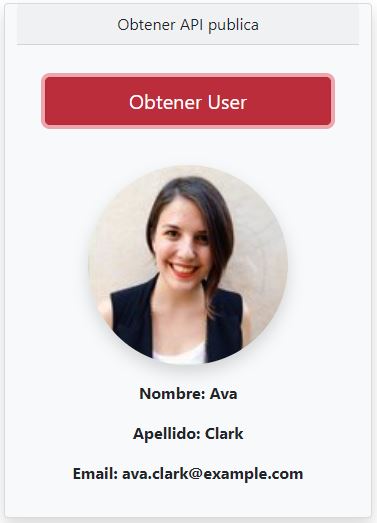 Obtener API publica
Obtener User
Nombre: Ava
Apellido: Clark
Email: ava.clark@example.com